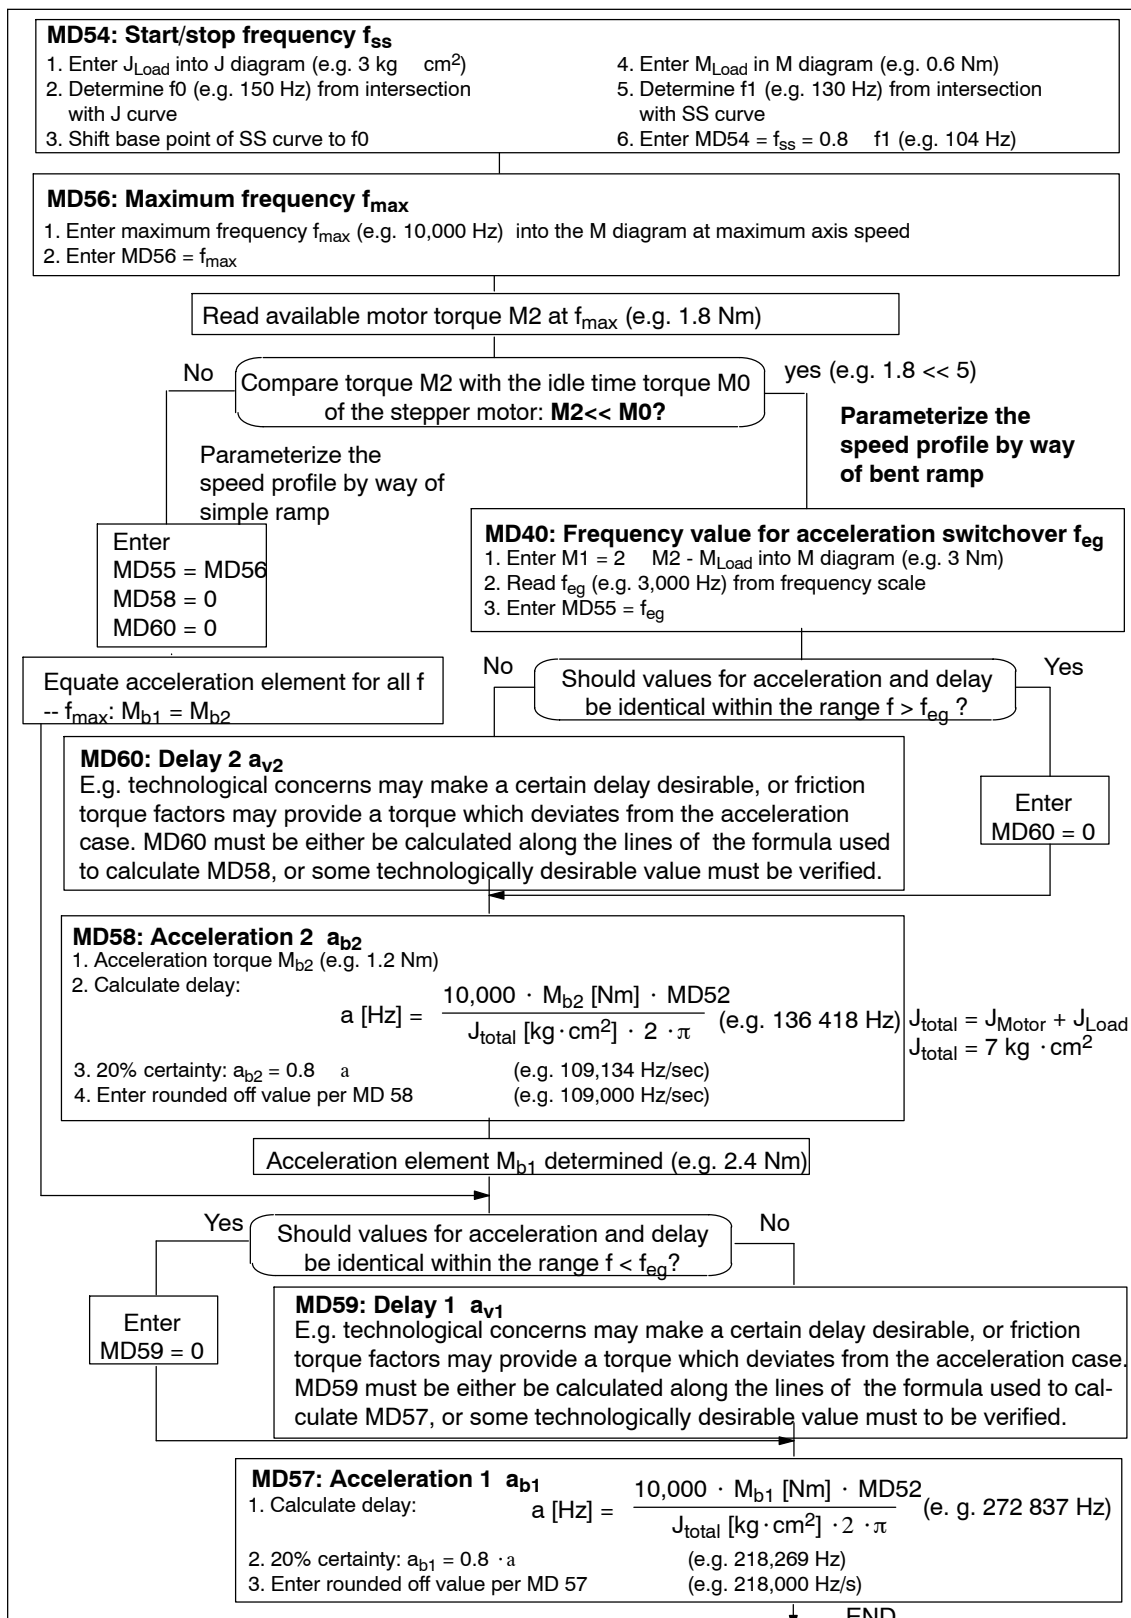 MD54: Start/stop frequency fss
1. Enter JLoad into J diagram (e.g. 3 kg cm2)
2. Determine f0 (e.g. 150 Hz) from intersection
with J curve
3. Shift base point of SS curve to f0
4. Enter MLoad in M diagram (e.g. 0.6 Nm)
5. Determine f1 (e.g. 130 Hz) from intersection
with SS curve
6. Enter MD54 = fss = 0.8 f1 (e.g. 104 Hz)
MD56: Maximum frequency fmax
1. Enter maximum frequency fmax (e.g. 10,000 Hz) into the M diagram at maximum axis speed
2. Enter MD56 = fmax
Read available motor torque M2 at fmax (e.g. 1.8 Nm)
No
Compare torque M2 with the idle time torque M0
of the stepper motor: M2<< M0?
yes (e.g. 1.8 << 5)
Parameterize the
speed profile by way of
simple ramp
Parameterize the
speed profile by way
of bent ramp
Enter
MD55 = MD56
MD58 = 0
MD60 = 0
MD40: Frequency value for acceleration switchover feg
1. Enter M1 = 2 M2 - MLoad into M diagram (e.g. 3 Nm)
2. Read feg (e.g. 3,000 Hz) from frequency scale
3. Enter MD55 = feg
Equate acceleration element for all f
-- fmax: Mb1 = Mb2
No
Should values for acceleration and delay
be identical within the range f > feg ?
Yes
MD60: Delay 2 av2
E.g. technological concerns may make a certain delay desirable, or friction
torque factors may provide a torque which deviates from the acceleration
case. MD60 must be either be calculated along the lines of the formula used
to calculate MD58, or some technologically desirable value must be verified.
Enter
MD60 = 0
MD58: Acceleration 2 ab2
1. Acceleration torque Mb2 (e.g. 1.2 Nm)
2. Calculate delay:
10,000 · Mb2 [Nm] · MD52
a [Hz] =
Jtotal [kg·cm2] · 2 · π
(e.g. 136 418 Hz)
Jtotal = JMotor + JLoad
Jtotal = 7 kg ·cm2
3. 20% certainty: ab2 = 0.8 a (e.g. 109,134 Hz/sec)
4. Enter rounded off value per MD 58 (e.g. 109,000 Hz/sec)
Acceleration element Mb1 determined (e.g. 2.4 Nm)
Yes
Should values for acceleration and delay
be identical within the range f < feg?
No
Enter
MD59 = 0
MD59: Delay 1 av1
E.g. technological concerns may make a certain delay desirable, or friction
torque factors may provide a torque which deviates from the acceleration case.
MD59 must be either be calculated along the lines of the formula used to cal-
culate MD57, or some technologically desirable value must to be verified.
MD57: Acceleration 1 ab1
1. Calculate delay:
10,000 · Mb1 [Nm] · MD52
a [Hz] =
Jtotal [kg·cm2] ·2 ·π
(e. g. 272 837 Hz)
2. 20% certainty: ab1 = 0.8 ·a (e.g. 218,269 Hz)
3. Enter rounded off value per MD 57 (e.g. 218,000 Hz/s)
END